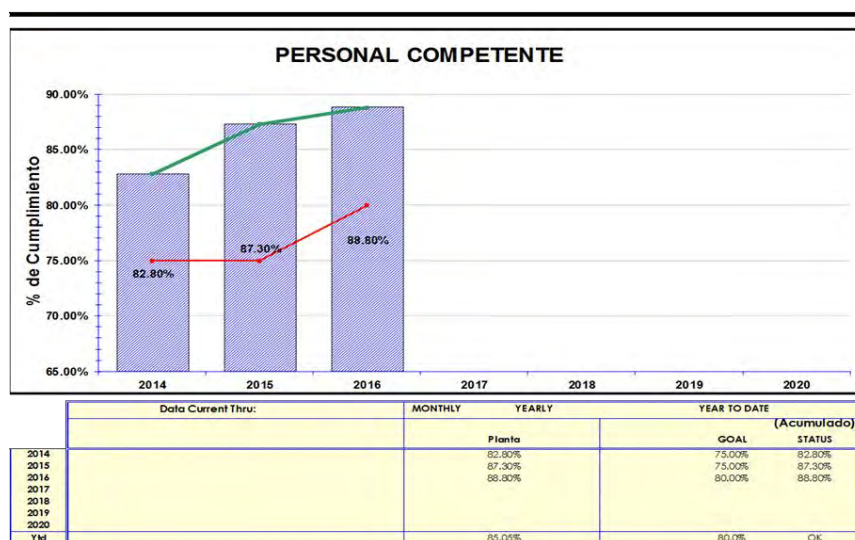 PERSONAL COMPETENTE
% de Cumplimiento
90.00%
85.00%
80.00%
75.00%
70.00%
65.00%
82.80%
87.30%
88.80%
2014 2015 2016 2017 2018 2019 2020
Data Current Thru: MONTHLY YEARLY YEAR TO DATE
(Acumulado)
Planta GOAL STATUS
2014 82.80% 75.00% 82.80%
2015 87.30% 75.00% 87.30%
2016 88.80% 80.00% 88.80%
2017
2018
2019
2020
Ytd 85.05% 80.0% OK